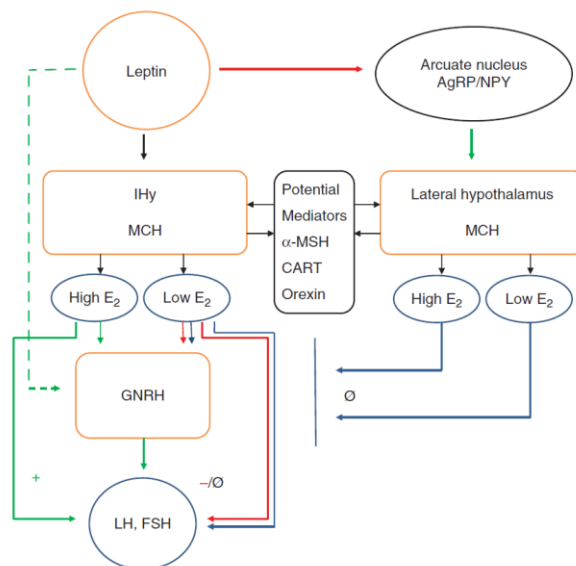 Leptin
Arcuate nucleus
AgRP/NPY
IHy
MCH
Potential
Mediators
α-MSH
CART
Orexin
Lateral hypothalamus
MCH
High E₂
Low E₂
High E₂
Low E₂
GNRH
Ø
+
–/Ø
LH, FSH